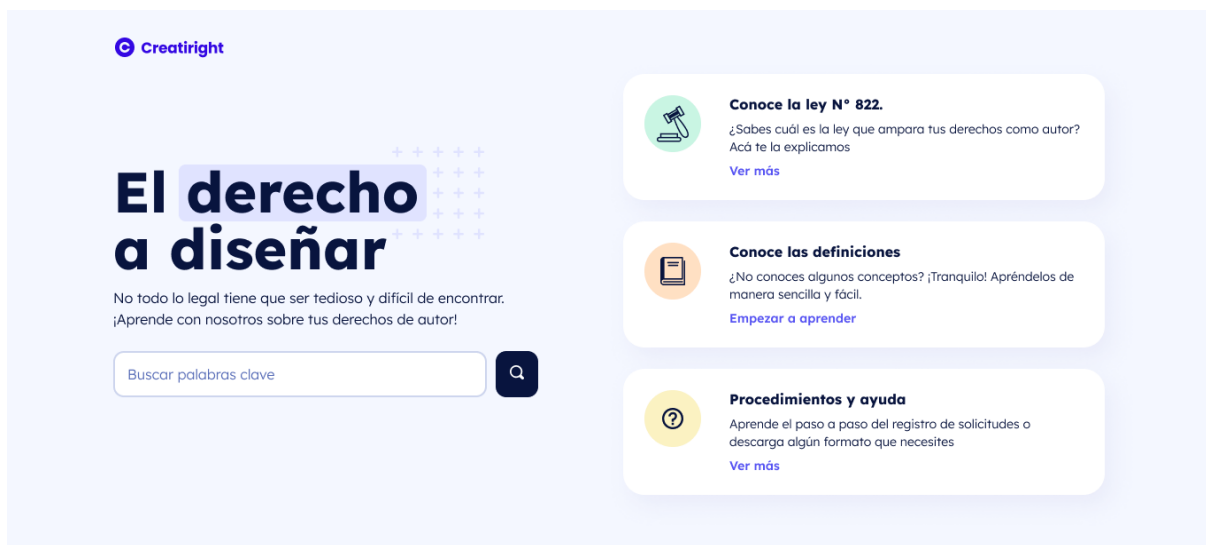 Creatiright
El derecho
a diseñar
No todo lo legal tiene que ser tedioso y difícil de encontrar.
¡Aprende con nosotros sobre tus derechos de autor!
Buscar palabras clave
Conoce la ley N° 822.
¿Sabes cuál es la ley que ampara tus derechos como autor?
Acá te la explicamos
Ver más
Conoce las definiciones
¿No conoces algunos conceptos? ¡Tranquilo! Apréndelos de
manera sencilla y fácil.
Empezar a aprender
Procedimientos y ayuda
Aprende el paso a paso del registro de solicitudes o
descarga algún formato que necesites
Ver más